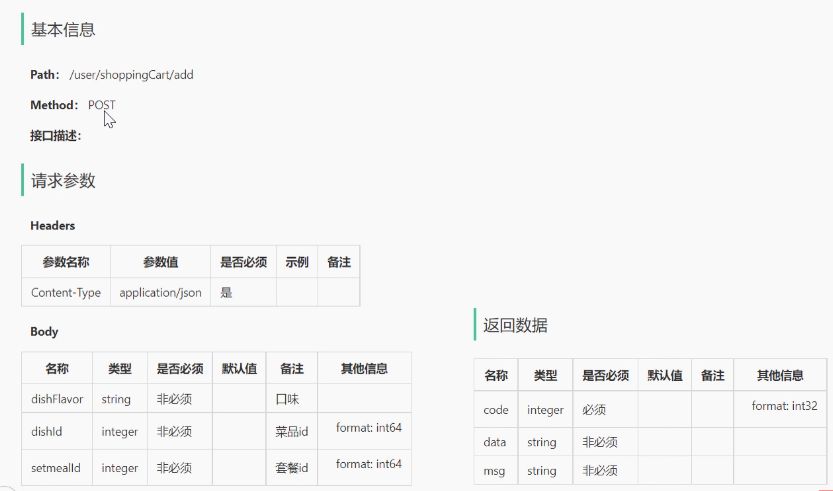 基本信息
Path: /user/shoppingCart/add
Method: POST
接口描述:
请求参数
Headers
参数名称 参数值 是否必须 示例 备注
Content-Type application/json 是
Body
名称 类型 是否必须 默认值 备注 其他信息
dishFlavor string 非必须 口味
dishId integer 非必须 菜品id format: int64
setmealId integer 非必须 套餐id format: int64
返回数据
名称 类型 是否必须 默认值 备注 其他信息
code integer 必须 format: int32
data string 非必须
msg string 非必须